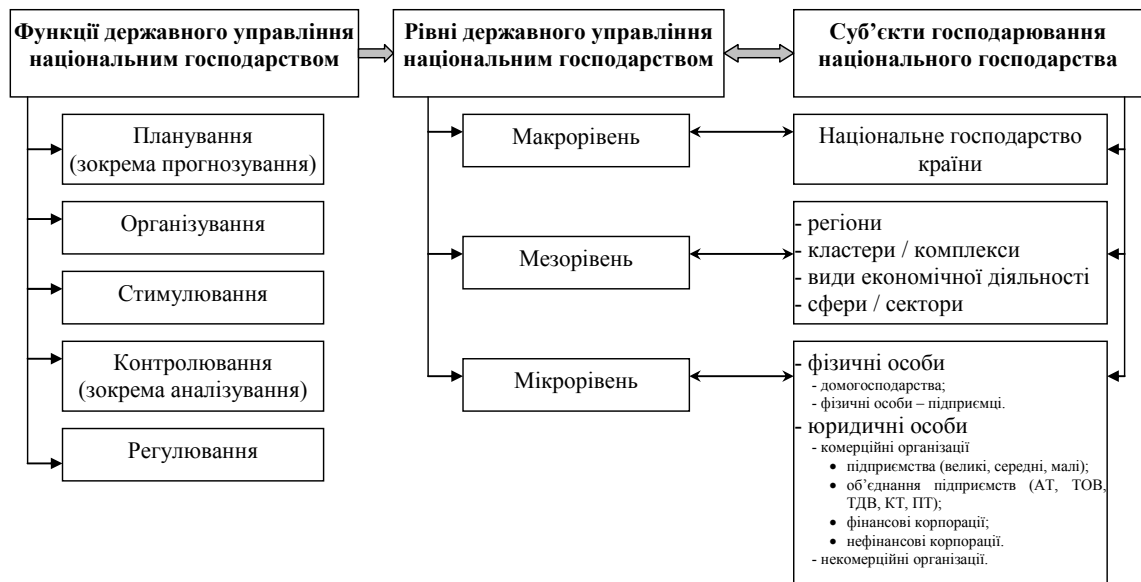 Функції державного управління
національним господарством
Планування
(зокрема прогнозування)
Організування
Стимулювання
Контролювання
(зокрема аналізування)
Регулювання
Рівні державного управління
національним господарством
Макрорівень
Мезорівень
Мікрорівень
Суб’єкти господарювання
національного господарства
Національне господарство
країни
- регіони
- кластери / комплекси
- види економічної діяльності
- сфери / сектори
- фізичні особи
- домогосподарства;
- фізичні особи – підприємці.
- юридичні особи
- комерційні організації
• підприємства (великі, середні, малі);
• об’єднання підприємств (АТ, ТОВ,
ТДВ, КТ, ПТ);
• фінансові корпорації;
• нефінансові корпорації.
- некомерційні організації.